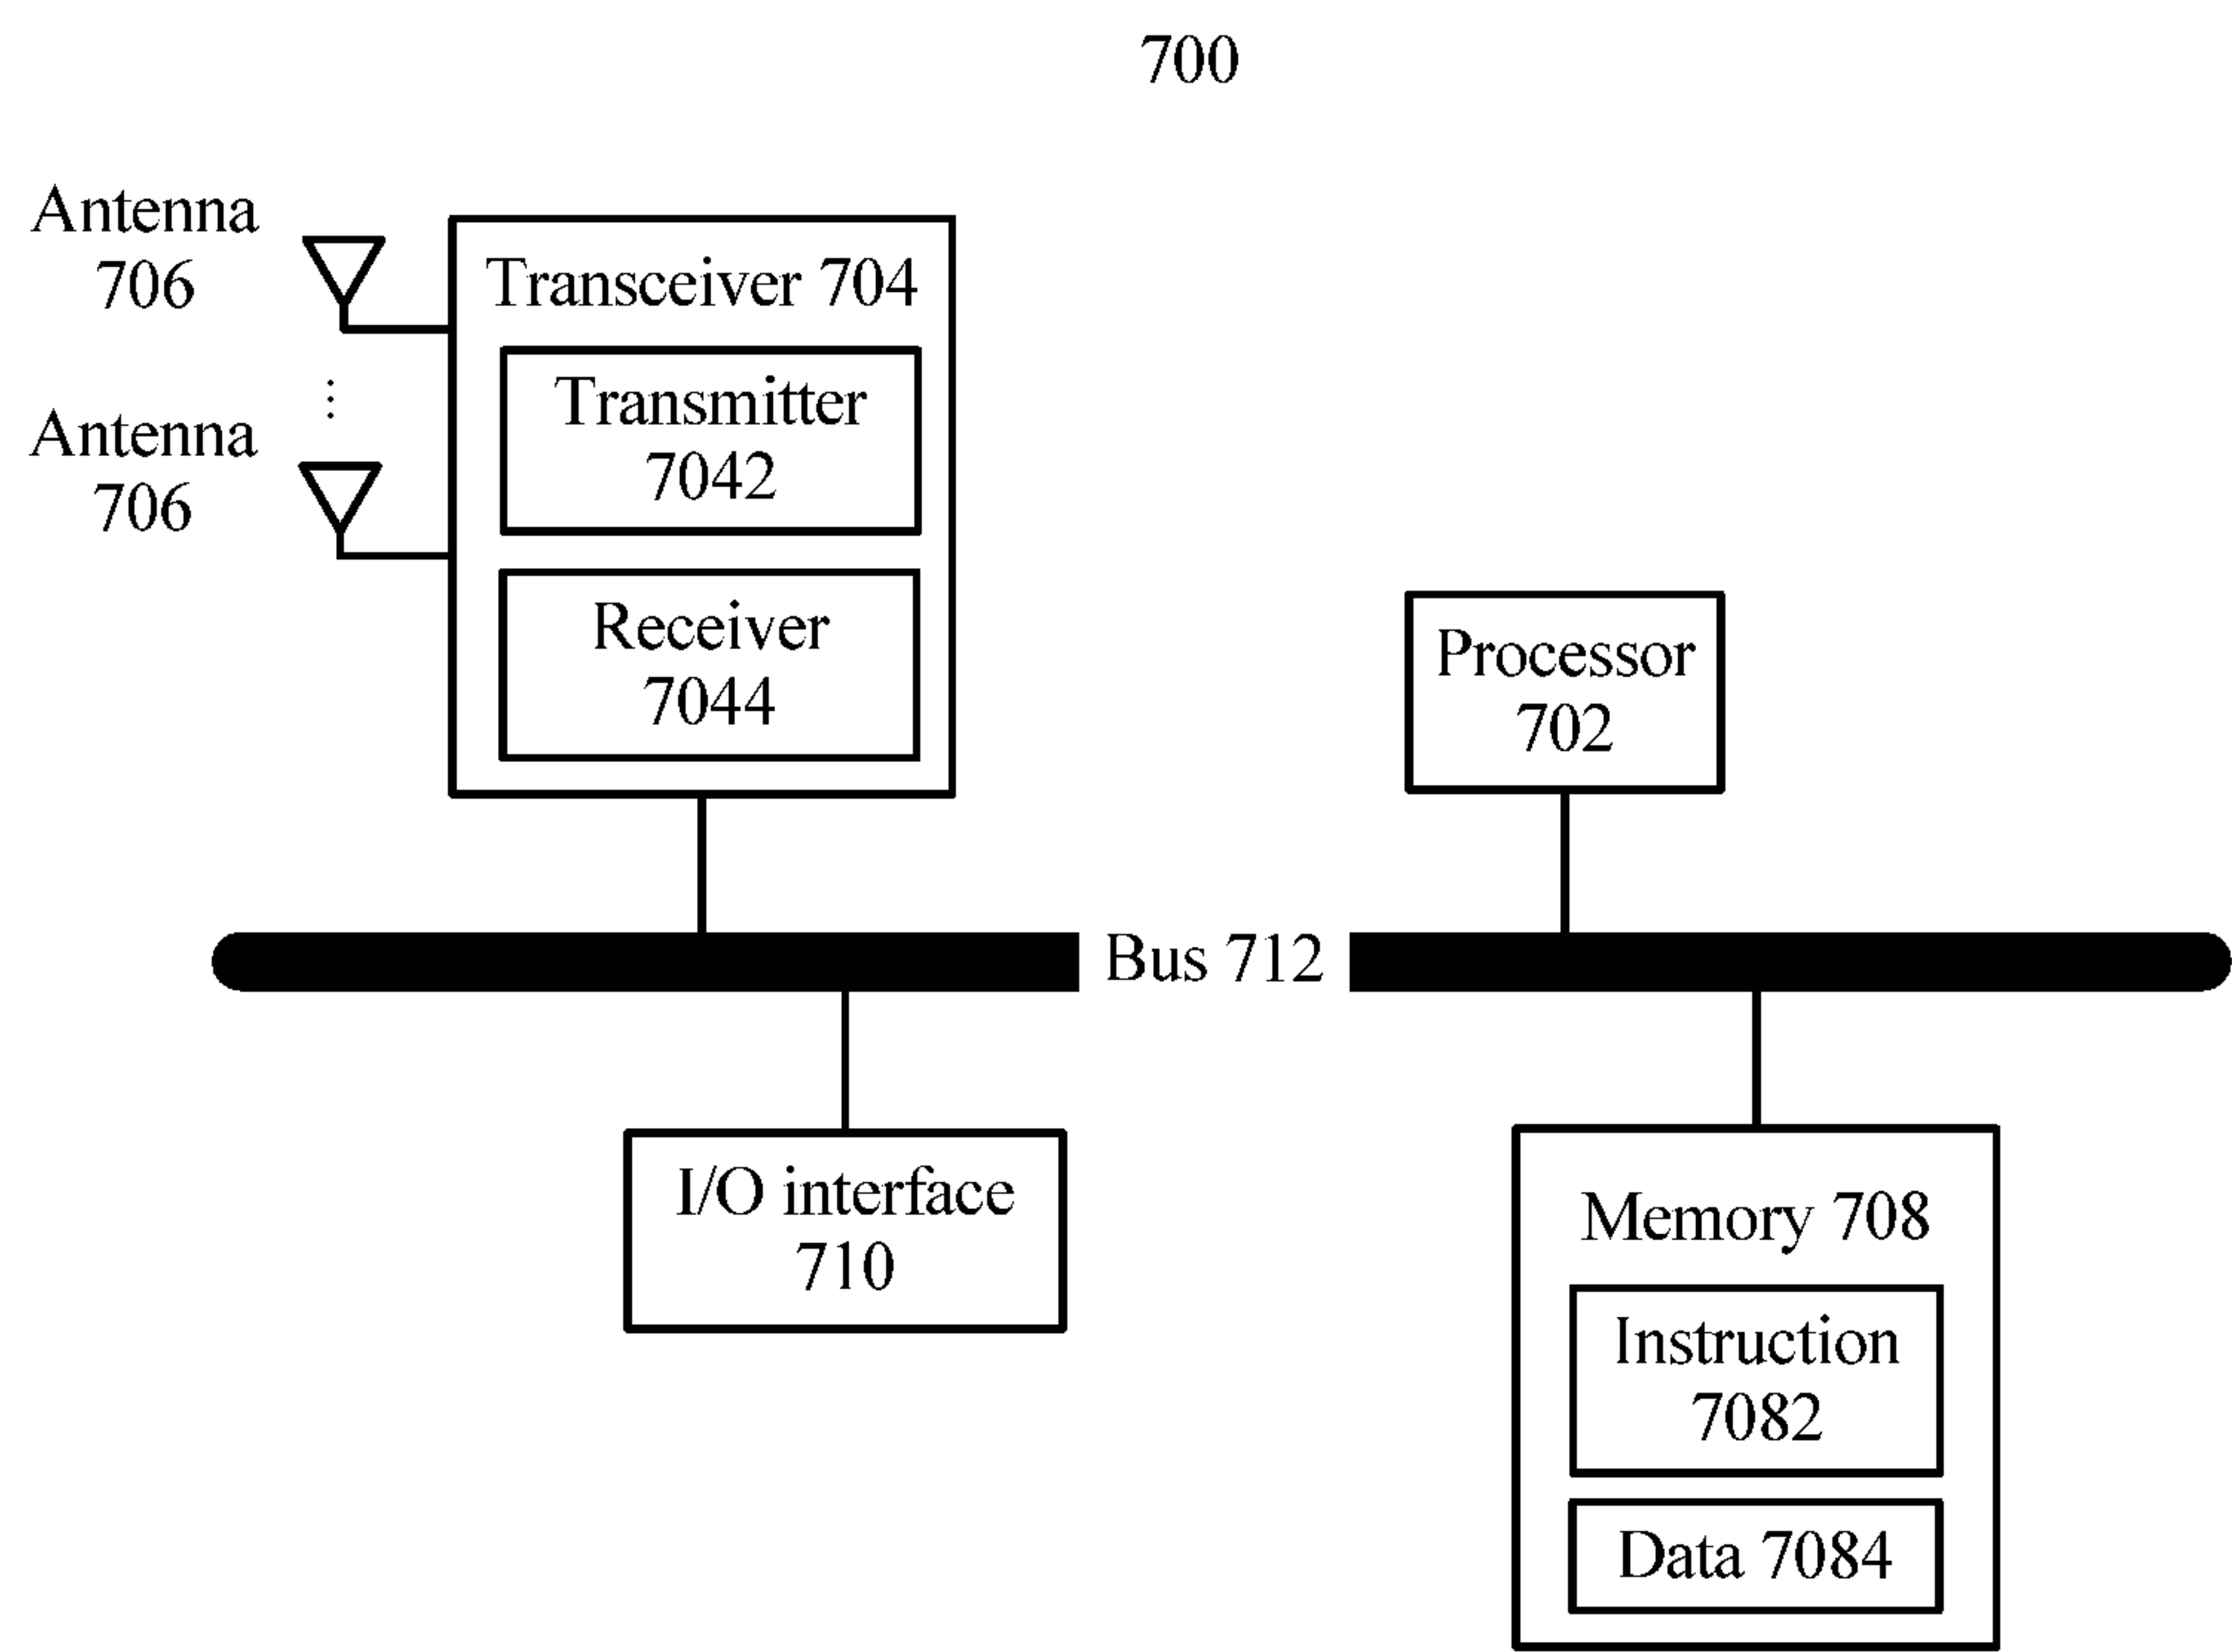 700
Antenna
706
Transceiver 704
Transmitter
7042
Antenna
706
Receiver
7044
Processor
702
Bus 712
I/O interface
710
Memory 708
Instruction
7082
Data 7084